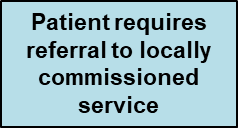 Patient requires
referral to locally
commissioned
service